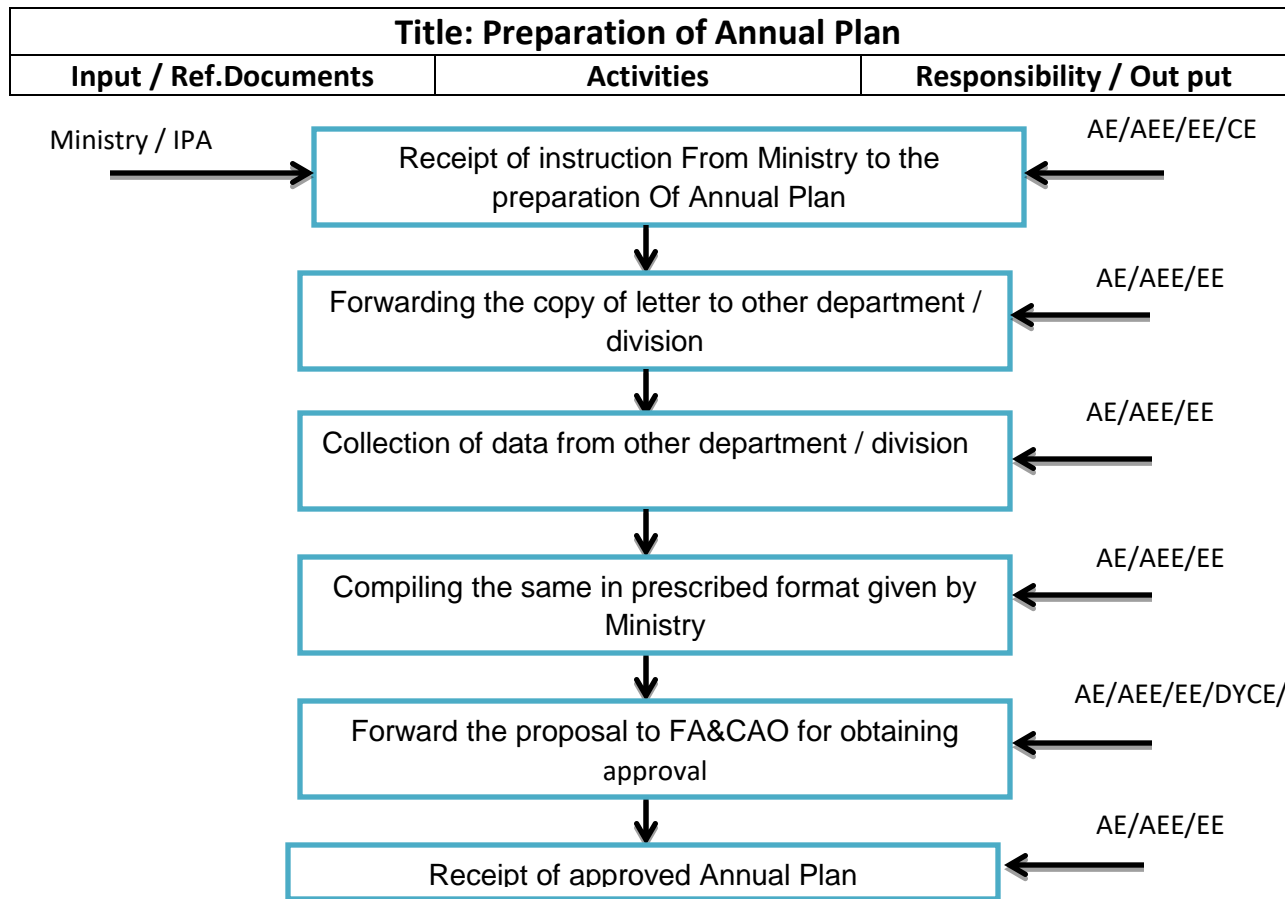 Title: Preparation of Annual Plan
Input / Ref.Documents
Activities
Responsibility / Out put
Ministry / IPA
Receipt of instruction From Ministry to the
preparation Of Annual Plan
AE/AEE/EE/CE
Forwarding the copy of letter to other department /
division
AE/AEE/EE
Collection of data from other department / division
AE/AEE/EE
Compiling the same in prescribed format given by
Ministry
AE/AEE/EE
Forward the proposal to FA&CAO for obtaining
approval
AE/AEE/EE/DYCE/
Receipt of approved Annual Plan
AE/AEE/EE